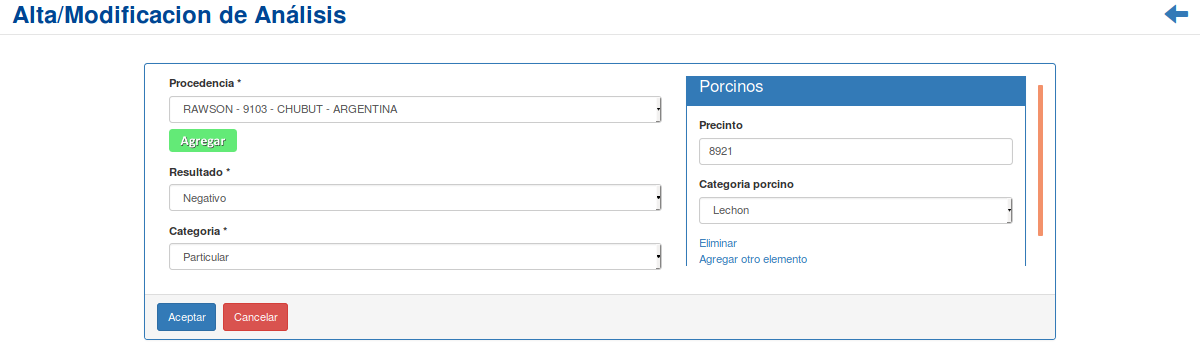 Alta/Modificacion de Análisis
Procedencia *
RAWSON - 9103 - CHUBUT - ARGENTINA
Agregar
Resultado *
Negativo
Categoria *
Particular
Porcinos
Precinto
8921
Categoria porcino
Lechon
Eliminar
Agregar otro elemento
Aceptar
Cancelar